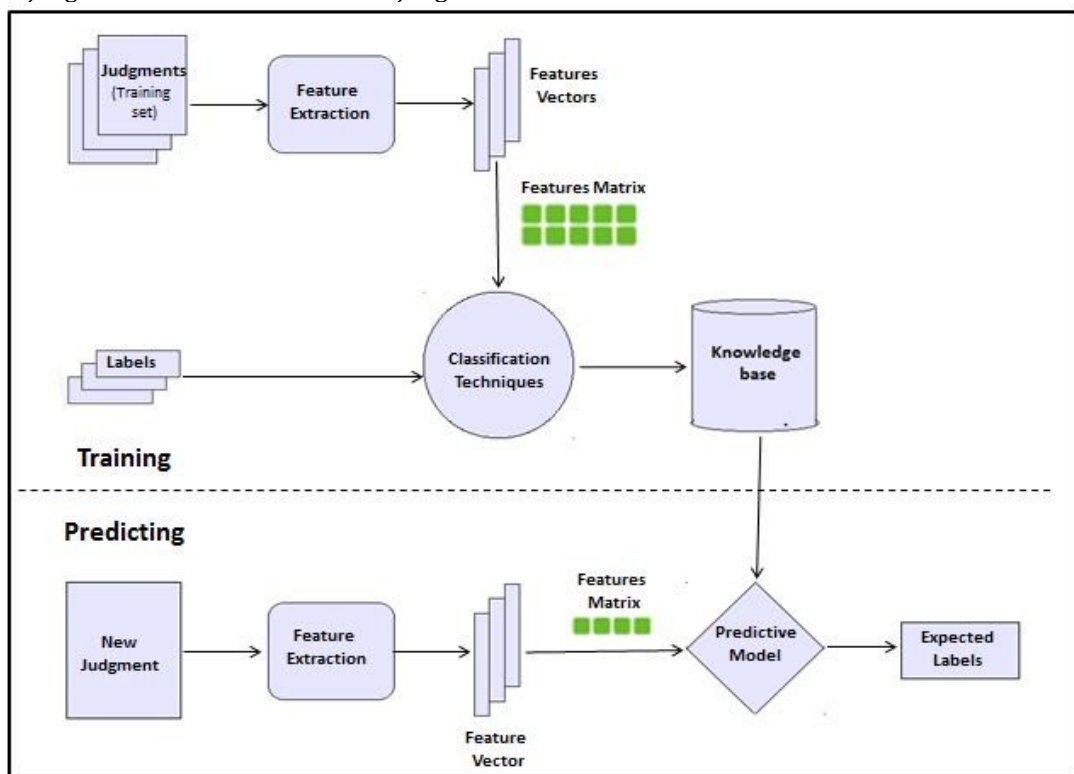 Judgments
(Training
set)
Feature
Extraction
Features
Vectors
Features Matrix
Labels
Classification
Techniques
Knowledge
base
Training
Predicting
New
Judgment
Feature
Extraction
Feature
Vector
Features
Matrix
Predictive
Model
Expected
Labels